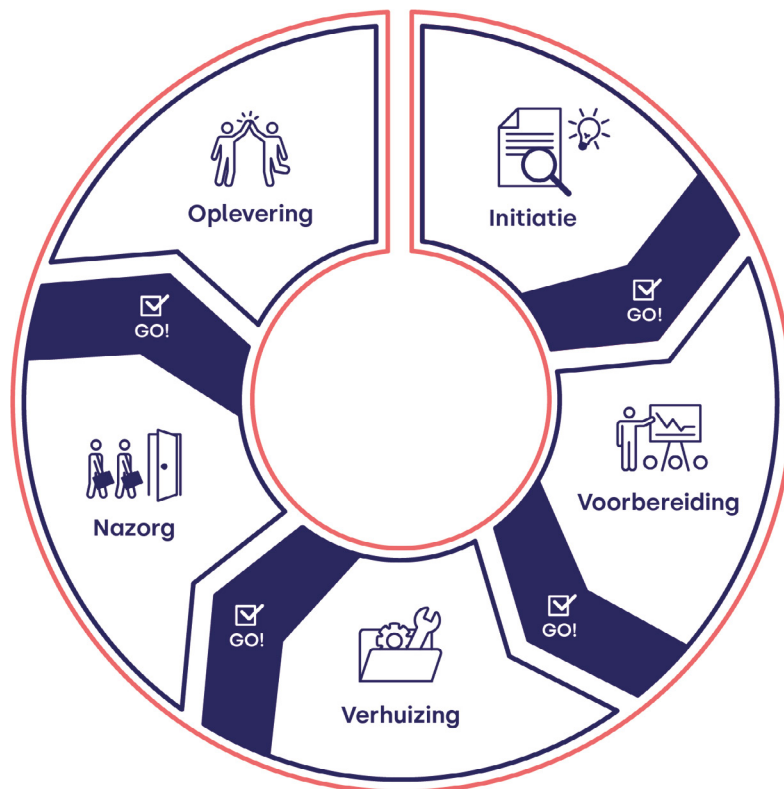 Initiatie
GO!
Voorbereiding
GO!
Verhuizing
GO!
Nazorg
GO!
Oplevering